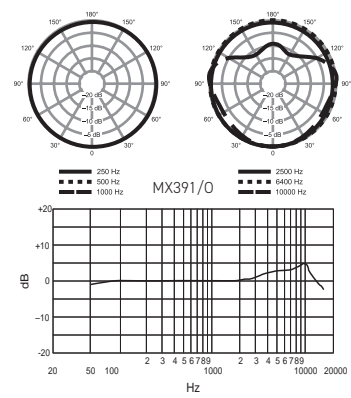 180° 180°
150° 150° 150° 150°
120° 120° 120° 120°
90° 90° 90° 90°
–20 dB –20 dB
–15 dB –15 dB
–10 dB –10 dB
–5 dB –5 dB
60° 60° 60° 60°
30° 30° 30° 30°
0 0
250 Hz 2500 Hz
500 Hz 6400 Hz
1000 Hz 10000 Hz
MX391/O
+20
+10
dB
0
–10
-20
2 3 4 5 6 7 8 9 2 3 4 5 6 7 8 9
20 50 100 1000 10000 20000
Hz